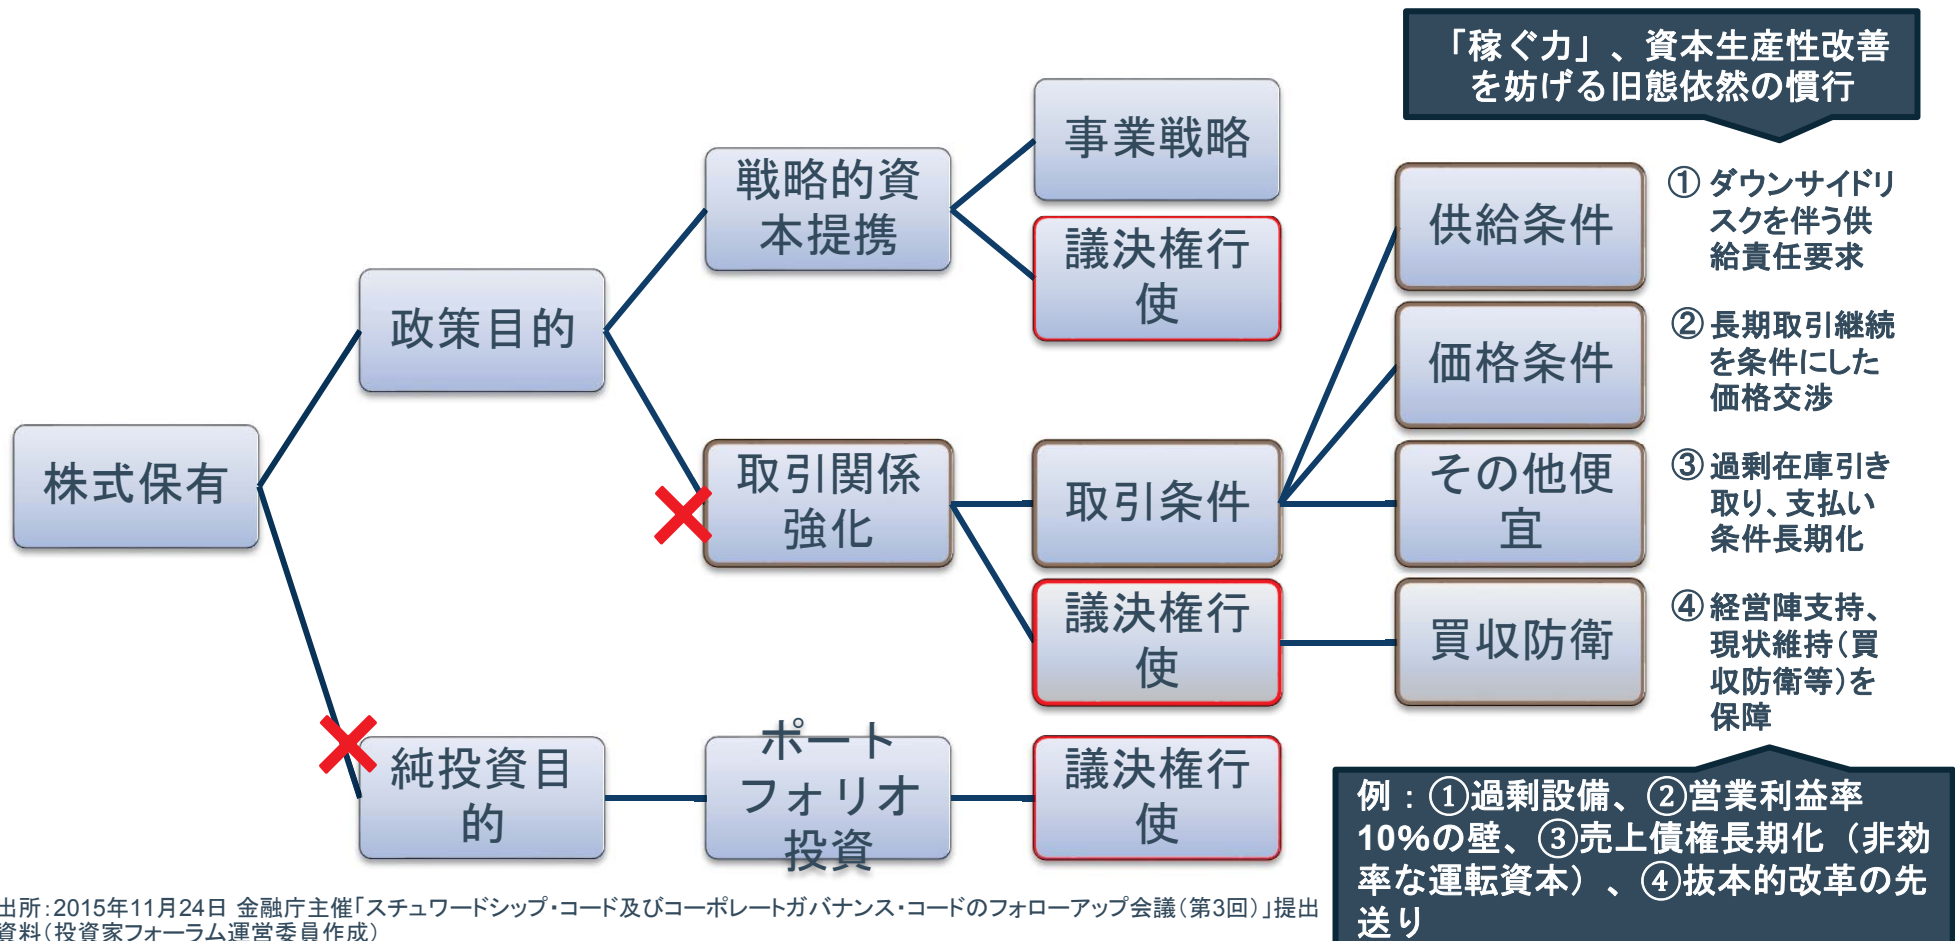 「稼ぐ力」、資本生産性改善
を妨げる旧態依然の慣行
株式保有
政策目的
純投資目
的
戦略的資
本提携
取引関係
強化
ポート
フォリオ
投資
事業戦略
議決権行
使
取引条件
議決権行
使
議決権行
使
供給条件
価格条件
その他便
宜
買収防衛
① ダウンサイドリ
スクを伴う供
給責任要求
② 長期取引継続
を条件にした
価格交渉
③ 過剰在庫引き
取り、支払い
条件長期化
④ 経営陣支持、
現状維持（買
収防衛等）を
保障
例：①過剰設備、②営業利益率
10%の壁、③売上債権長期化（非効
率な運転資本）、④抜本的改革の先
送り
出所：2015年11月24日 金融庁主催「スチュワードシップ・コード及びコーポレートガバナンス・コードのフォローアップ会議（第3回）」提出
資料（投資家フォーラム運営委員作成）